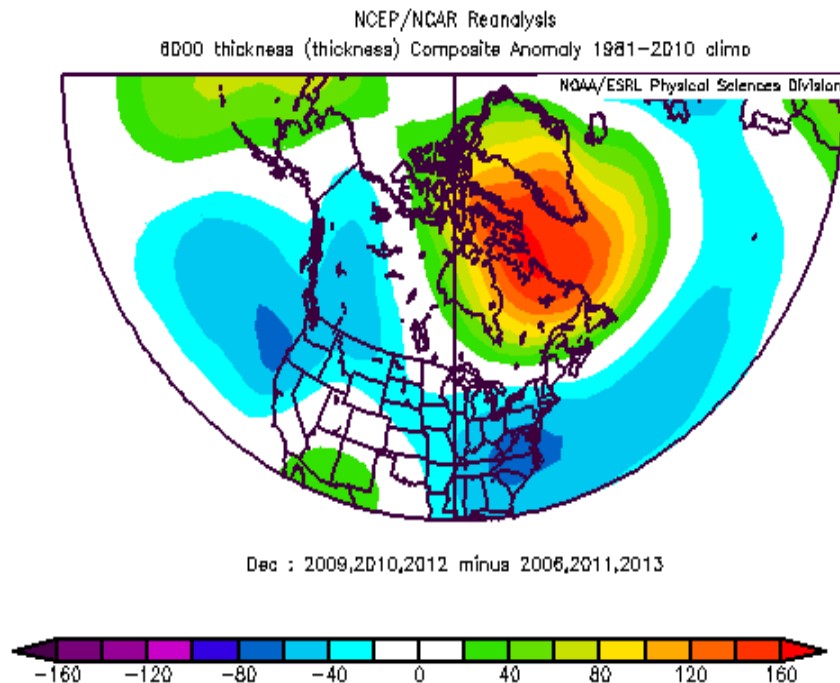 NCEP/NCAR Reanalysis
6000 thickness (thickness) Composite Anomaly 1981-2010 climo
NOAA/ESRL Physical Sciences Division
Dec : 2009,2010,2012 minus 2006,2011,2013
-160 -120 -80 -40 0 40 80 120 160